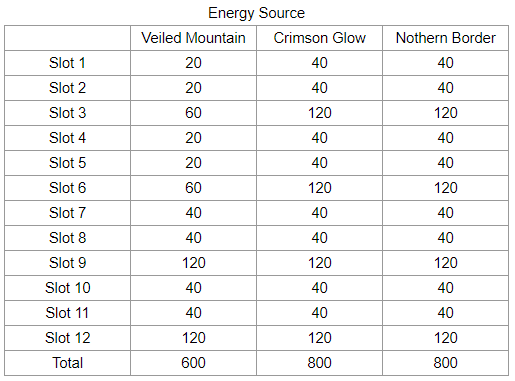 Energy Source
Veiled Mountain Crimson Glow Nothern Border
Slot 1 20 40 40
Slot 2 20 40 40
Slot 3 60 120 120
Slot 4 20 40 40
Slot 5 20 40 40
Slot 6 60 120 120
Slot 7 40 40 40
Slot 8 40 40 40
Slot 9 120 120 120
Slot 10 40 40 40
Slot 11 40 40 40
Slot 12 120 120 120
Total 600 800 800